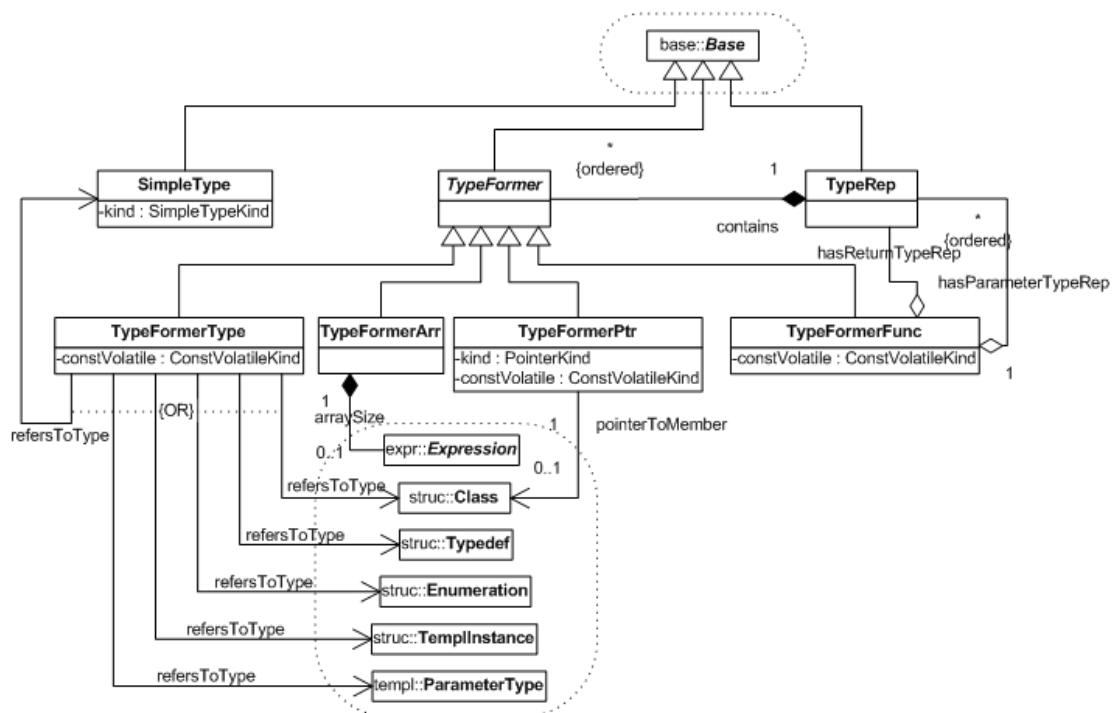 base::Base
*
{ordered}
1
SimpleType
-kind : SimpleTypeKind
TypeFormer
TypeRep
contains
*
{ordered}
hasReturnTypeRep
hasParameterTypeRep
TypeFormerType
-constVolatile : ConstVolatileKind
TypeFormerArr
TypeFormerPtr
-kind : PointerKind
-constVolatile : ConstVolatileKind
TypeFormerFunc
-constVolatile : ConstVolatileKind
1
{OR}
refersToType
1
arraySize
0..1
1
pointerToMember
0..1
expr::Expression
refersToType
struc::Class
refersToType
struc::Typedef
refersToType
struc::Enumeration
refersToType
struc::TemplInstance
refersToType
templ::ParameterType